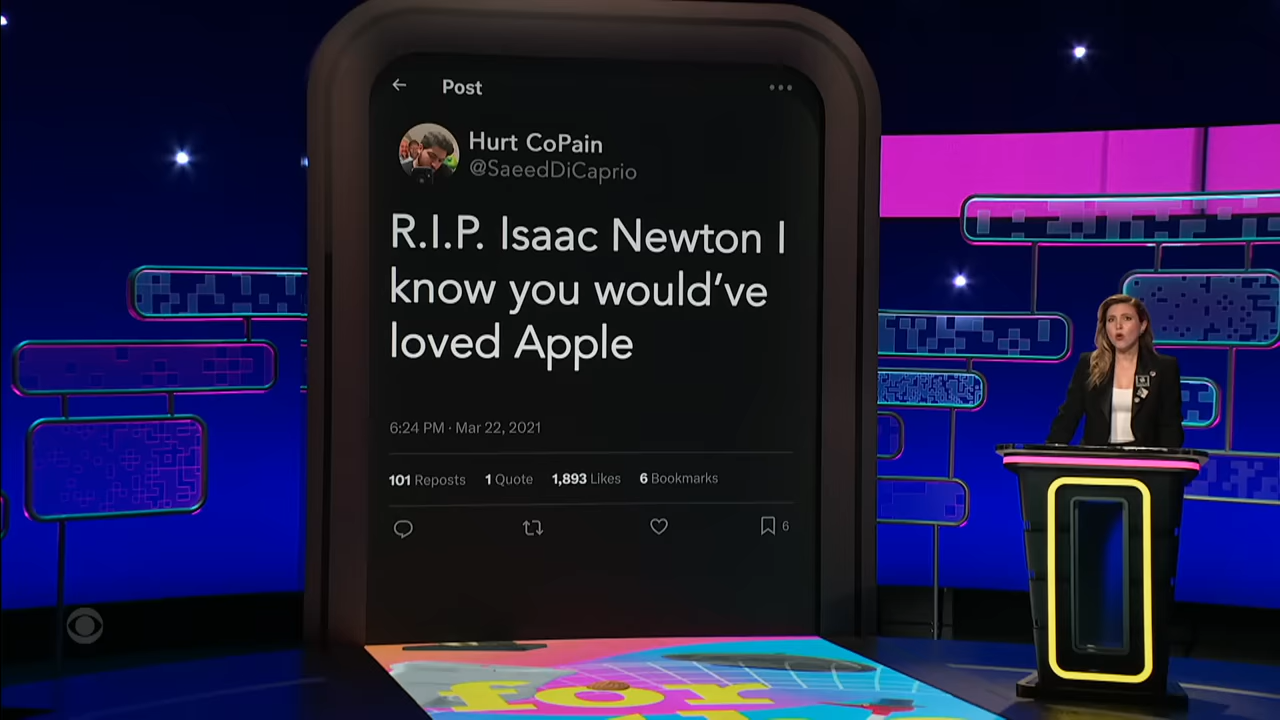 Post
Hurt CoPain
@SaeedDiCaprio
R.I.P. Isaac Newton I
know you would've
loved Apple
6:24 PM · Mar 22, 2021
101 Reposts 1 Quote 1,893 Likes 6 Bookmarks
6
for